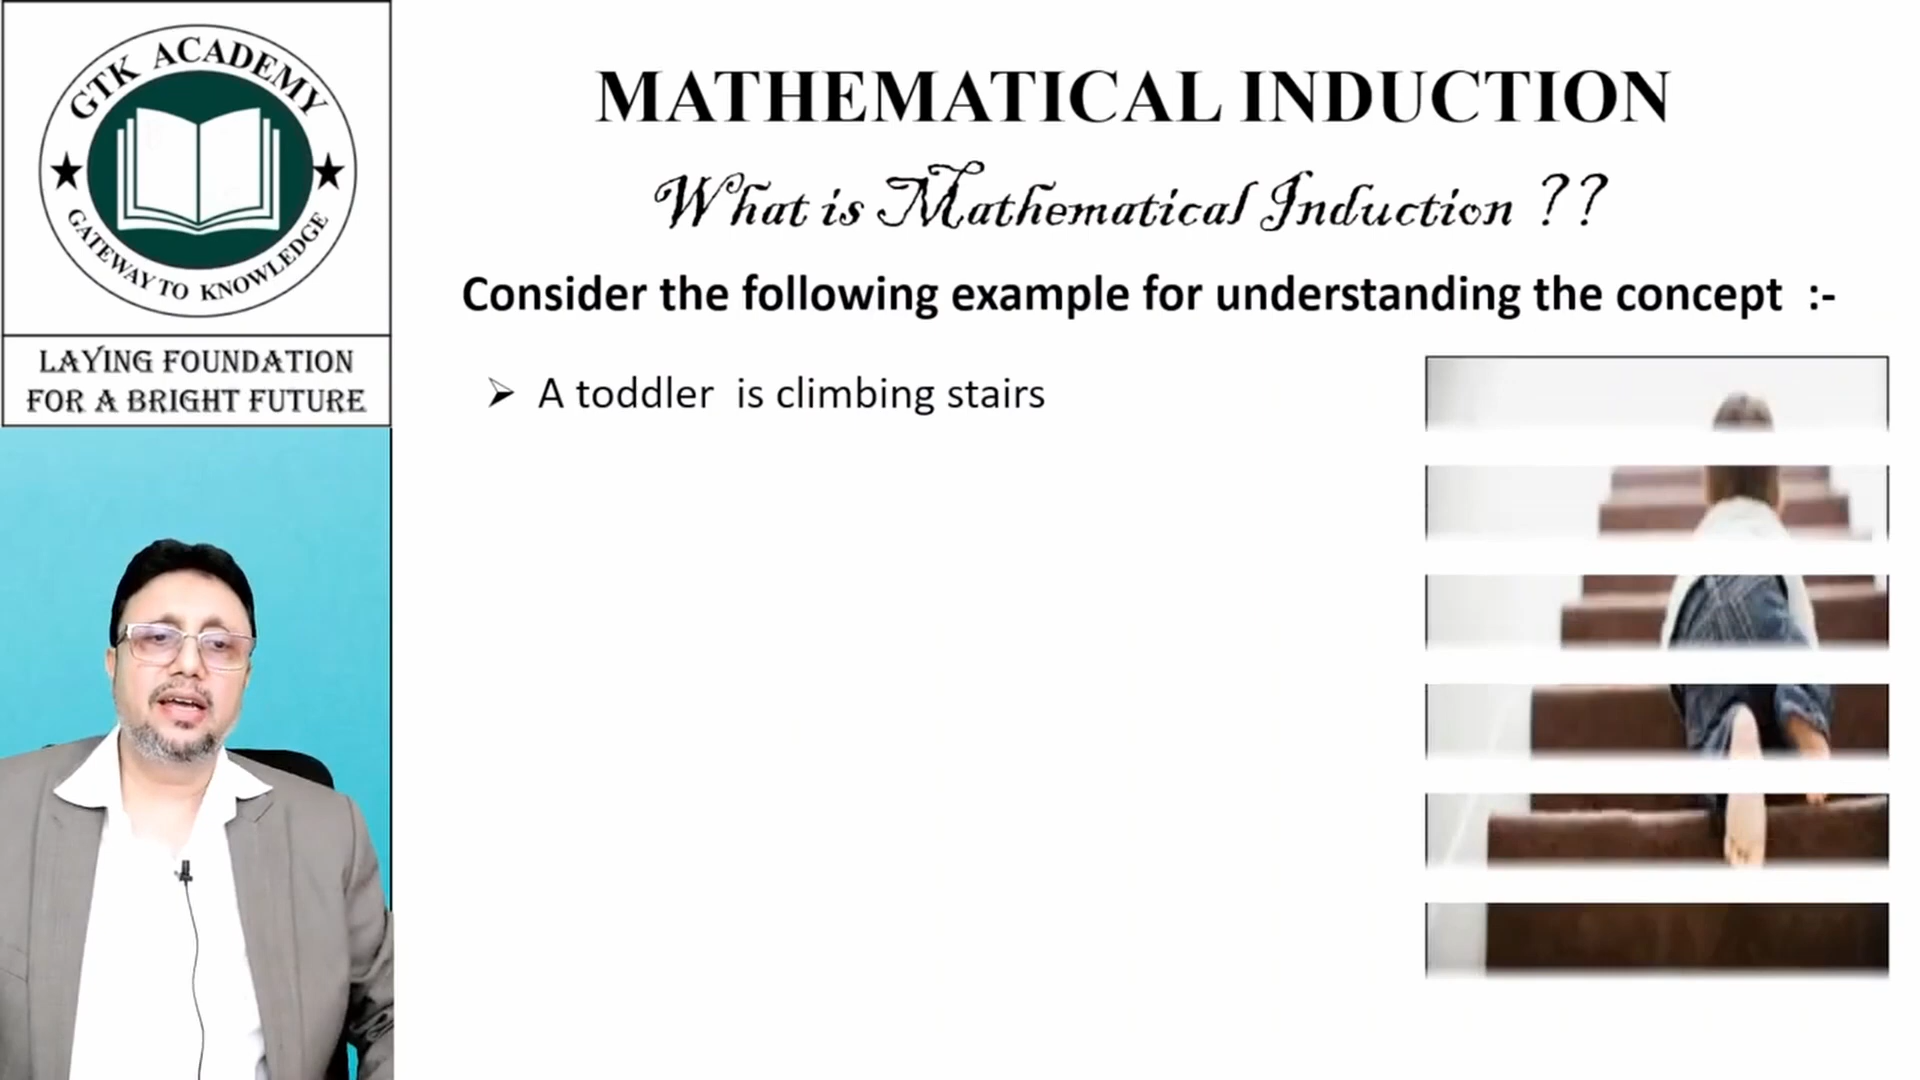 GTK ACADEMY
GATEWAY TO KNOWLEDGE
LAYING FOUNDATION
FOR A BRIGHT FUTURE
MATHEMATICAL INDUCTION
What is Mathematical Induction ??
Consider the following example for understanding the concept :-
➢ A toddler is climbing stairs